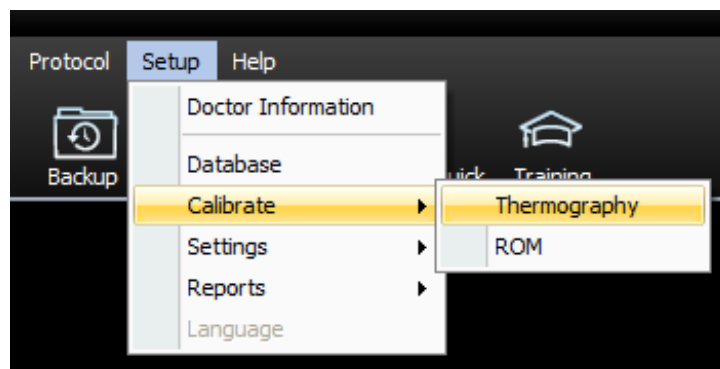 Protocol Setup Help
Doctor Information
Database
Backup
Training
Calibrate
Thermography
Settings
ROM
Reports
Language